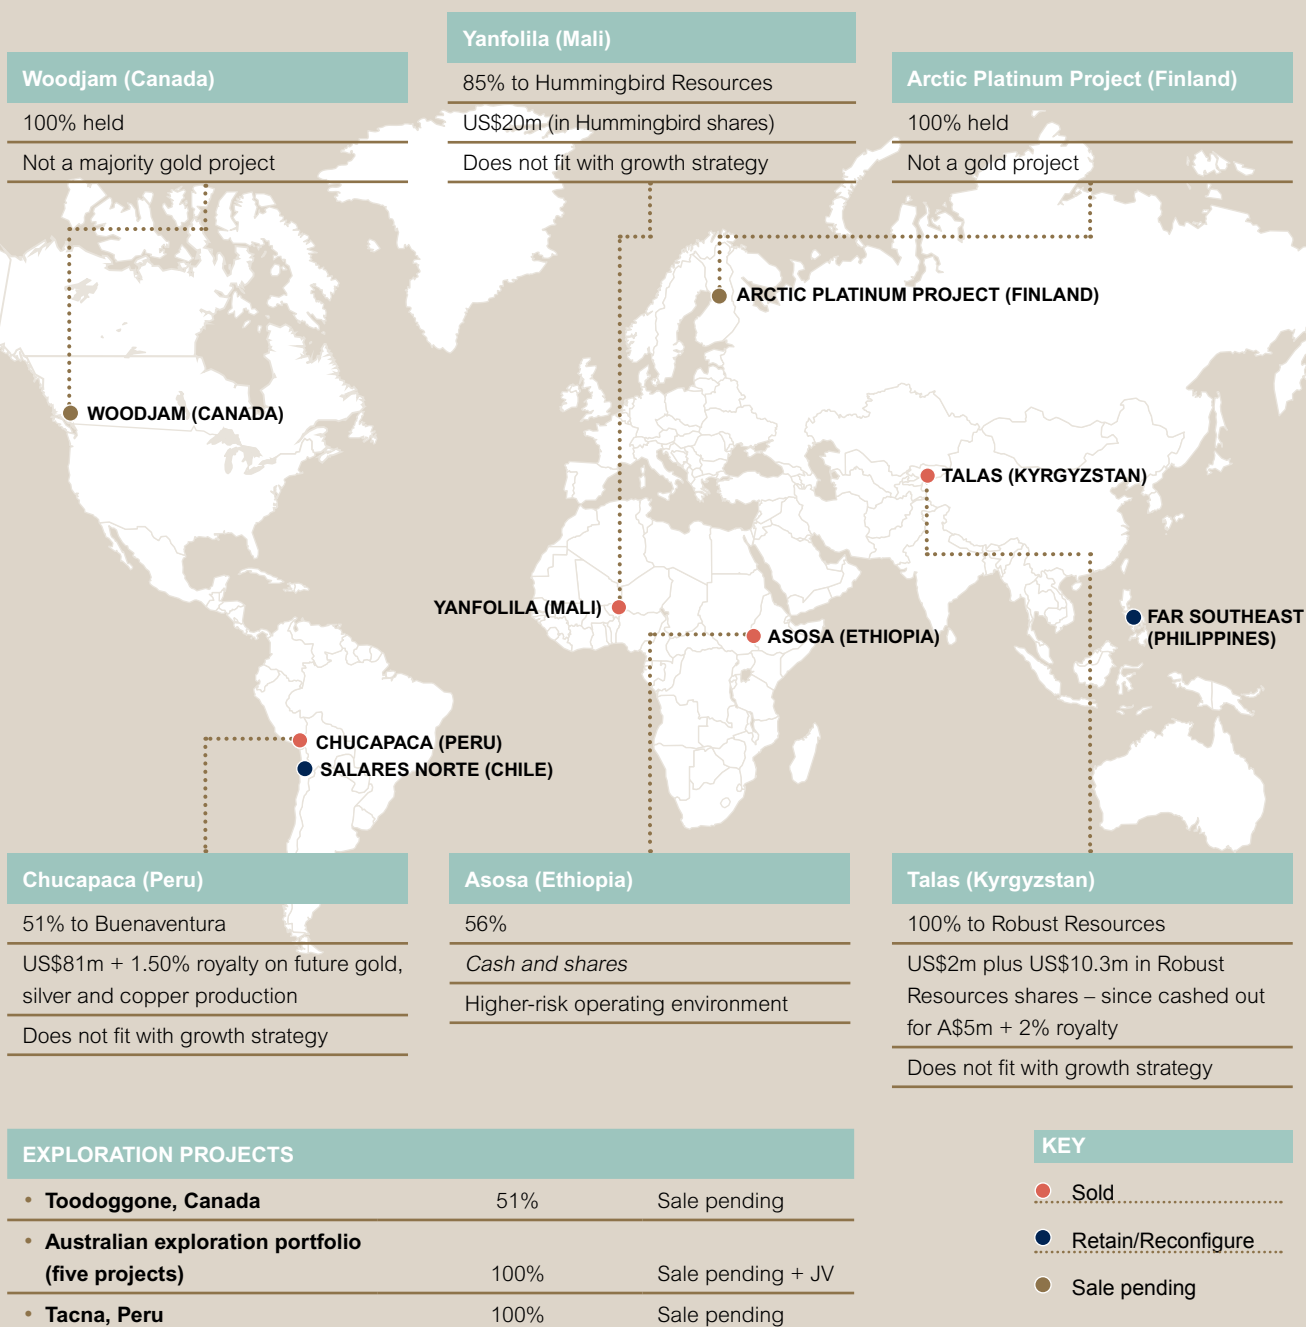 Yanfolila (Mali)
85% to Hummingbird Resources
US$20m (in Hummingbird shares)
Does not fit with growth strategy
Woodjam (Canada)
100% held
Not a majority gold project
Arctic Platinum Project (Finland)
100% held
Not a gold project
ARCTIC PLATINUM PROJECT (FINLAND)
WOODJAM (CANADA)
TALAS (KYRGYZSTAN)
YANFOLILA (MALI)
FAR SOUTHEAST
(PHILIPPINES)
ASOSA (ETHIOPIA)
CHUCAPACA (PERU)
SALARES NORTE (CHILE)
Chucapaca (Peru)
51% to Buenaventura
US$81m + 1.50% royalty on future gold,
silver and copper production
Does not fit with growth strategy
Asosa (Ethiopia)
56%
Cash and shares
Higher-risk operating environment
Talas (Kyrgyzstan)
100% to Robust Resources
US$2m plus US$10.3m in Robust
Resources shares – since cashed out
for A$5m + 2% royalty
Does not fit with growth strategy
EXPLORATION PROJECTS
• Toodoggone, Canada 51% Sale pending
• Australian exploration portfolio
(five projects) 100% Sale pending + JV
• Tacna, Peru 100% Sale pending
KEY
Sold
Retain/Reconfigure
Sale pending